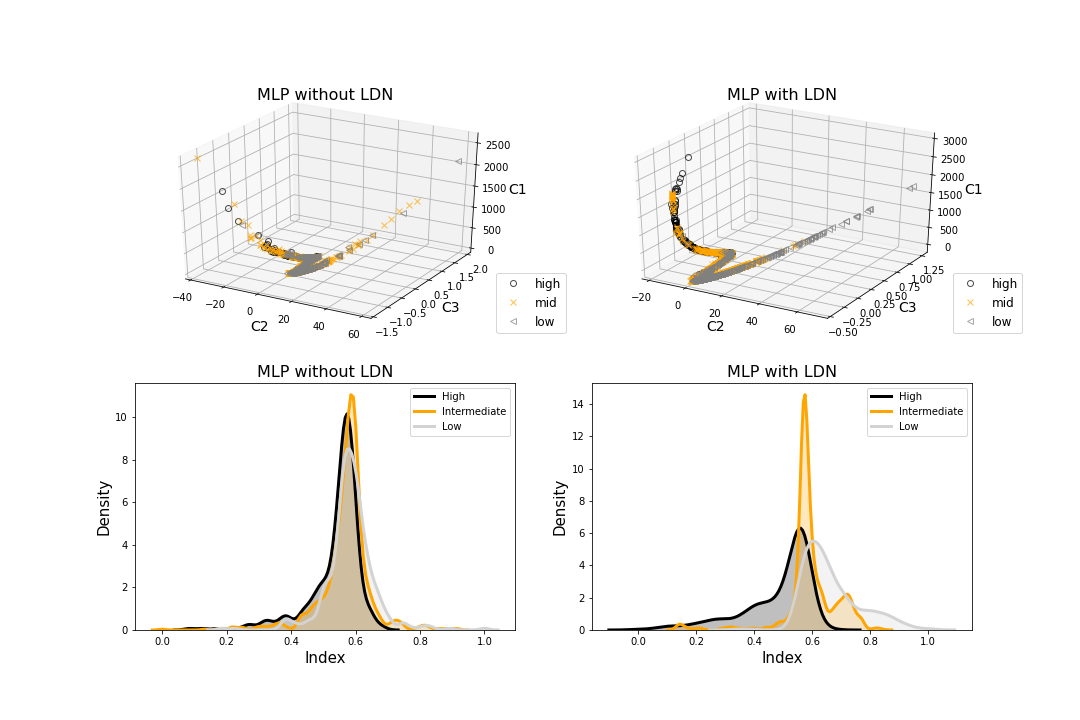 MLP without LDN
2500
2000
1500
1000
500
0
C1
−40
−20
0
20
40
60
C2
−1.5
−1.0
−0.5
0.0
0.5
1.0
1.5
2.0
C3
high
mid
low
MLP with LDN
3000
2500
2000
1500
1000
500
0
C1
−20
0
20
40
60
C2
−0.50
−0.25
0.00
0.25
0.50
0.75
1.00
1.25
C3
high
mid
low
MLP without LDN
High
Intermediate
Low
10
8
6
4
2
0
Density
0.0 0.2 0.4 0.6 0.8 1.0
Index
MLP with LDN
High
Intermediate
Low
14
12
10
8
6
4
2
0
Density
0.0 0.2 0.4 0.6 0.8 1.0
Index